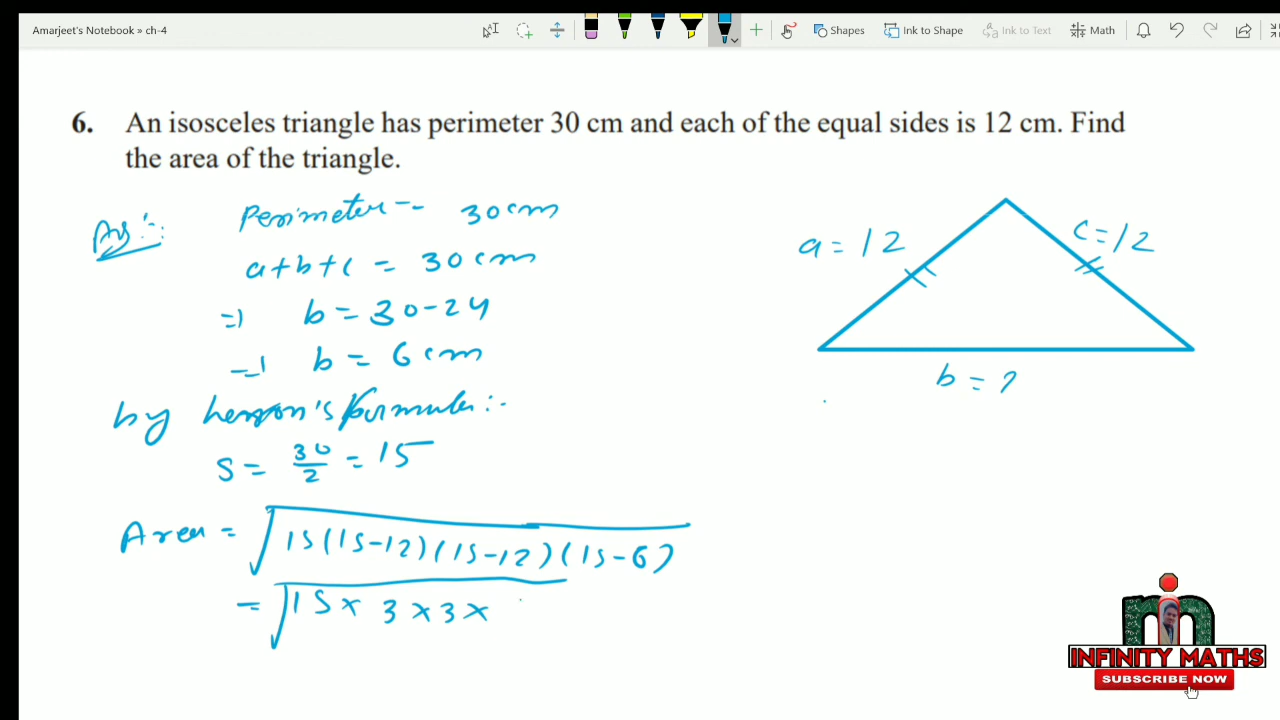 Amarjeet's Notebook » ch-4
Shapes
Ink to Shape
Ink to Text
Math
6. An isosceles triangle has perimeter 30 cm and each of the equal sides is 12 cm. Find
the area of the triangle.
Ans :-
Perimeter - 30 cm
a+b+c = 30 cm
=) b = 30-24
=) b = 6 cm
by heron's formula :-
S = 30/2 = 15
Area = √15(15-12)(15-12)(15-6)
= √15 x 3 x 3 x
a = 12
c = 12
b = ?
INFINITY MATHS
SUBSCRIBE NOW